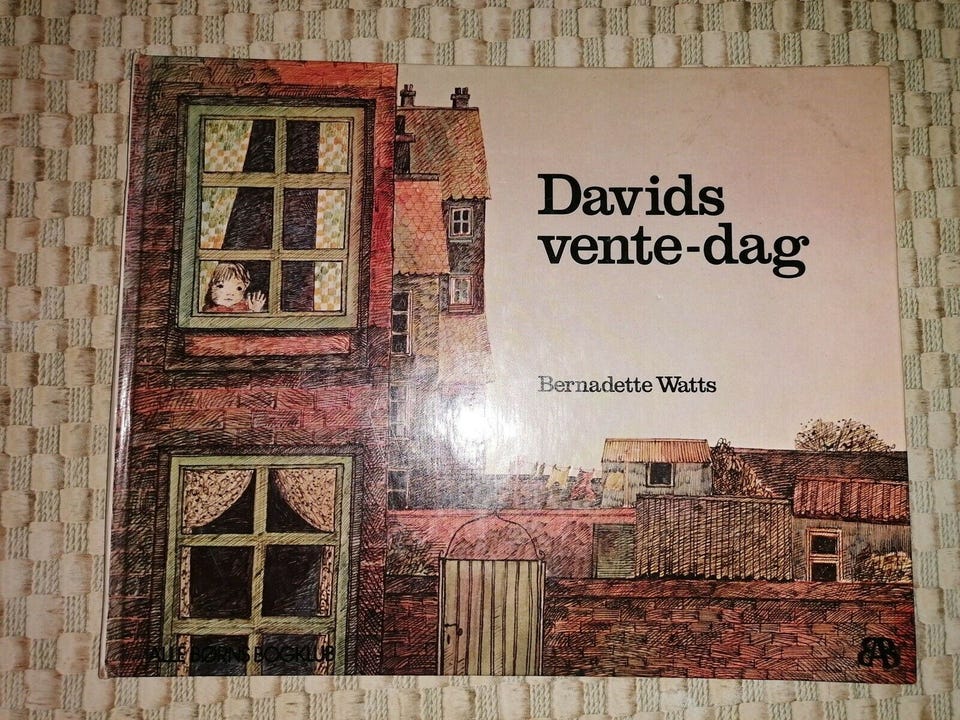 Davids
vente-dag
Bernadette Watts
ALLE BØRNS BOGKLUB